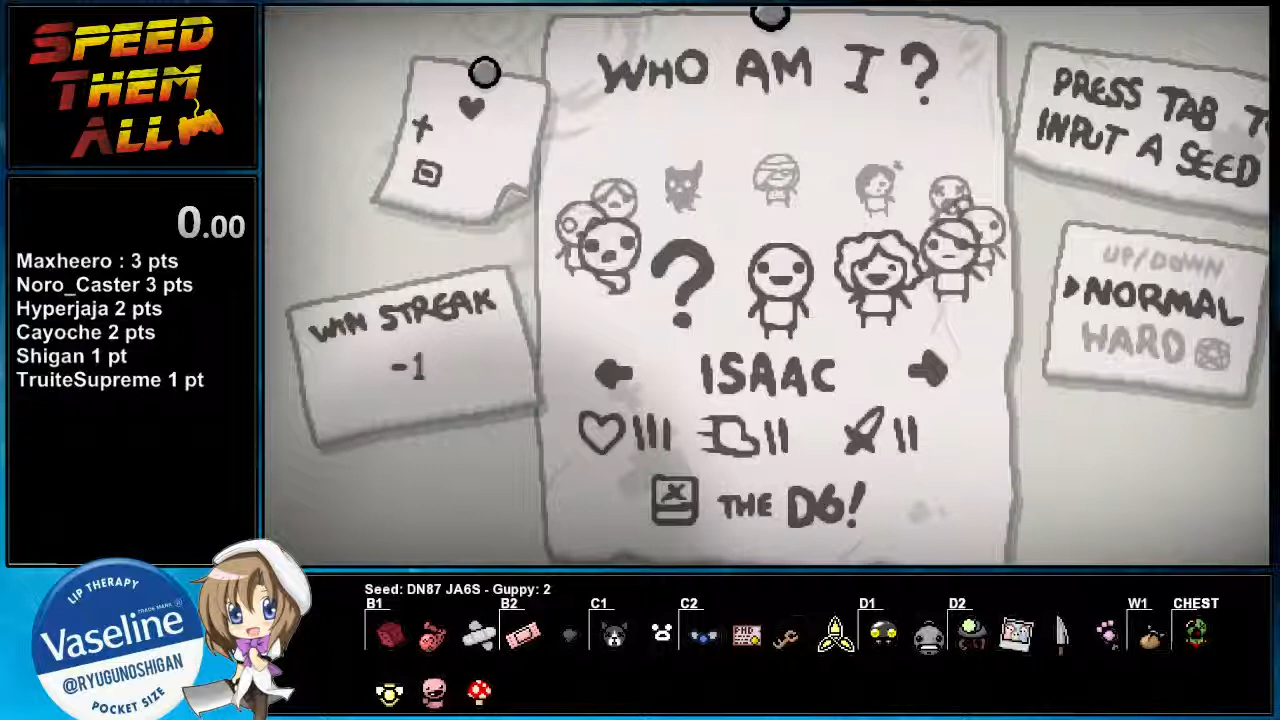 SPEED
THEM
ALL
0.00
Maxheero : 3 pts
Noro_Caster 3 pts
Hyperjaja 2 pts
Cayoche 2 pts
Shigan 1 pt
TruiteSupreme 1 pt
WHO AM I?
PRESS TAB TO
INPUT A SEED
WIN STREAK
-1
UP/DOWN
NORMAL
HARD
ISAAC
THE D6!
LIP THERAPY
TRADE MARK
Vaseline
@RYUGUNOSHIGAN
POCKET SIZE
Seed: DN87 JA6S - Guppy: 2
B1 B2 C1 C2 D1 D2 W1 CHEST